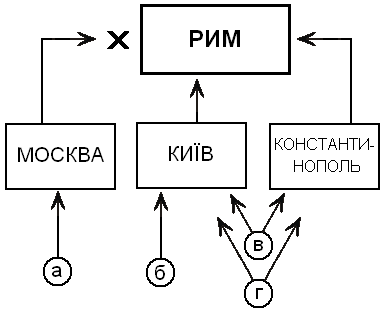 РИМ
МОСКВА
КИЇВ
КОНСТАНТИ-
НОПОЛЬ
а
б
в
г